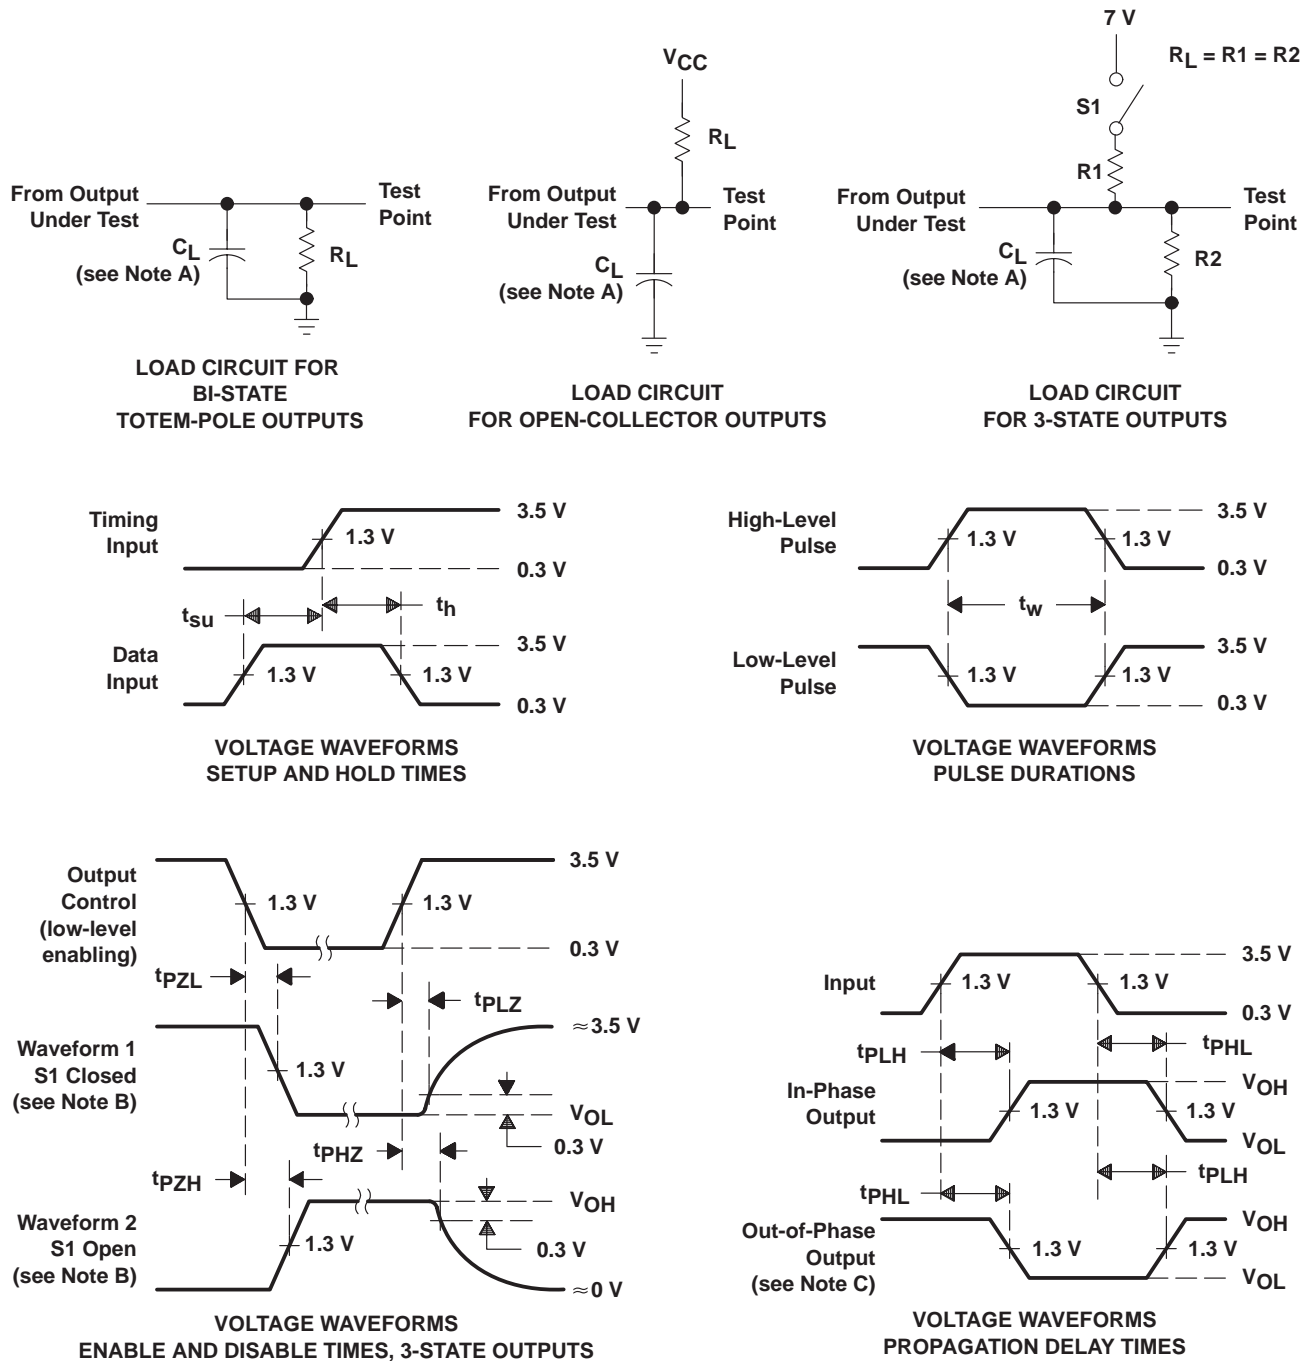 7 V
RL = R1 = R2
S1
R1
VCC
RL
From Output
Under Test
Test
Point
CL
(see Note A)
RL
From Output
Under Test
Test
Point
CL
(see Note A)
From Output
Under Test
Test
Point
CL
(see Note A)
R2
LOAD CIRCUIT FOR
BI-STATE
TOTEM-POLE OUTPUTS
LOAD CIRCUIT
FOR OPEN-COLLECTOR OUTPUTS
LOAD CIRCUIT
FOR 3-STATE OUTPUTS
Timing
Input
1.3 V
3.5 V
0.3 V
tsu
th
Data
Input
1.3 V
1.3 V
3.5 V
0.3 V
VOLTAGE WAVEFORMS
SETUP AND HOLD TIMES
High-Level
Pulse
1.3 V
1.3 V
3.5 V
0.3 V
tw
Low-Level
Pulse
1.3 V
1.3 V
3.5 V
0.3 V
VOLTAGE WAVEFORMS
PULSE DURATIONS
Output
Control
(low-level
enabling)
1.3 V
1.3 V
3.5 V
0.3 V
tPZL
tPLZ
Waveform 1
S1 Closed
(see Note B)
1.3 V
≈3.5 V
VOL
0.3 V
tPHZ
tPZH
Waveform 2
S1 Open
(see Note B)
1.3 V
VOH
0.3 V
≈0 V
VOLTAGE WAVEFORMS
ENABLE AND DISABLE TIMES, 3-STATE OUTPUTS
Input
1.3 V
1.3 V
3.5 V
0.3 V
tPLH
tPHL
In-Phase
Output
1.3 V
1.3 V
VOH
VOL
tPHL
tPLH
Out-of-Phase
Output
(see Note C)
1.3 V
1.3 V
VOH
VOL
VOLTAGE WAVEFORMS
PROPAGATION DELAY TIMES